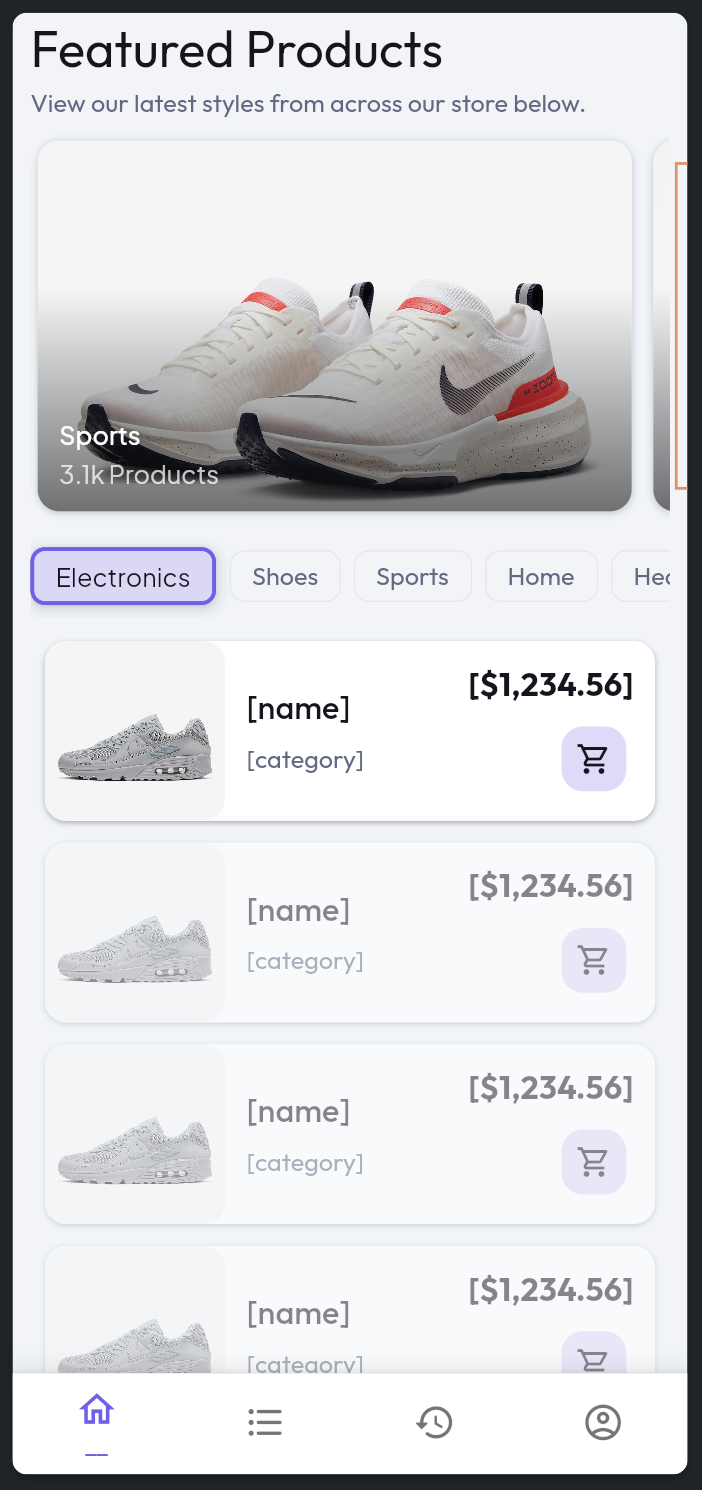 Featured Products
View our latest styles from across our store below.
ZOOM
Sports
3.1k Products
Electronics
Shoes
Sports
Home
[$1,234.56]
[name]
[category]
[$1,234.56]
[name]
[category]
[$1,234.56]
[name]
[category]
[$1,234.56]
[name]
[category]